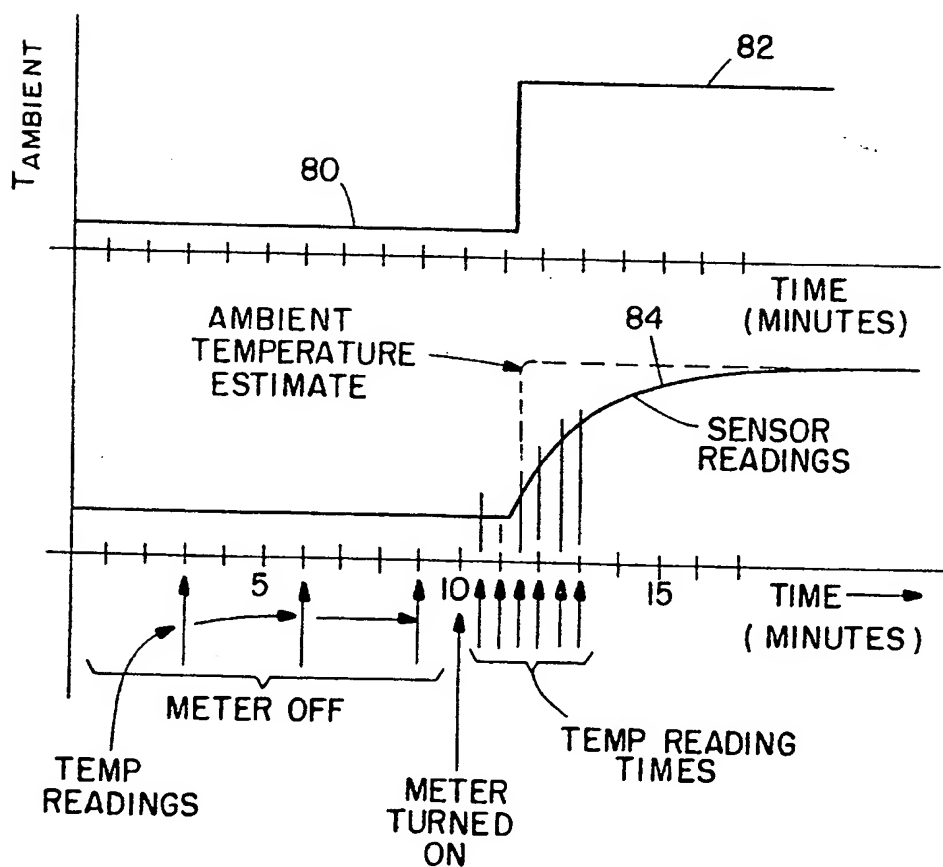 TAMBIENT
82
80
TIME
(MINUTES)
AMBIENT
TEMPERATURE
ESTIMATE
84
SENSOR
READINGS
5
10
15
TIME
(MINUTES)
METER OFF
TEMP
READINGS
METER
TURNED
ON
TEMP READING
TIMES